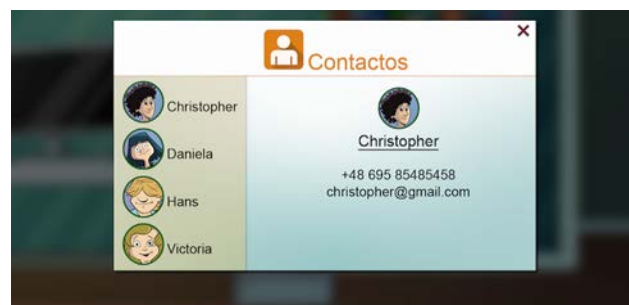 Contactos
Christopher
Daniela
Hans
Victoria
Christopher
+48 695 85485458
christopher@gmail.com